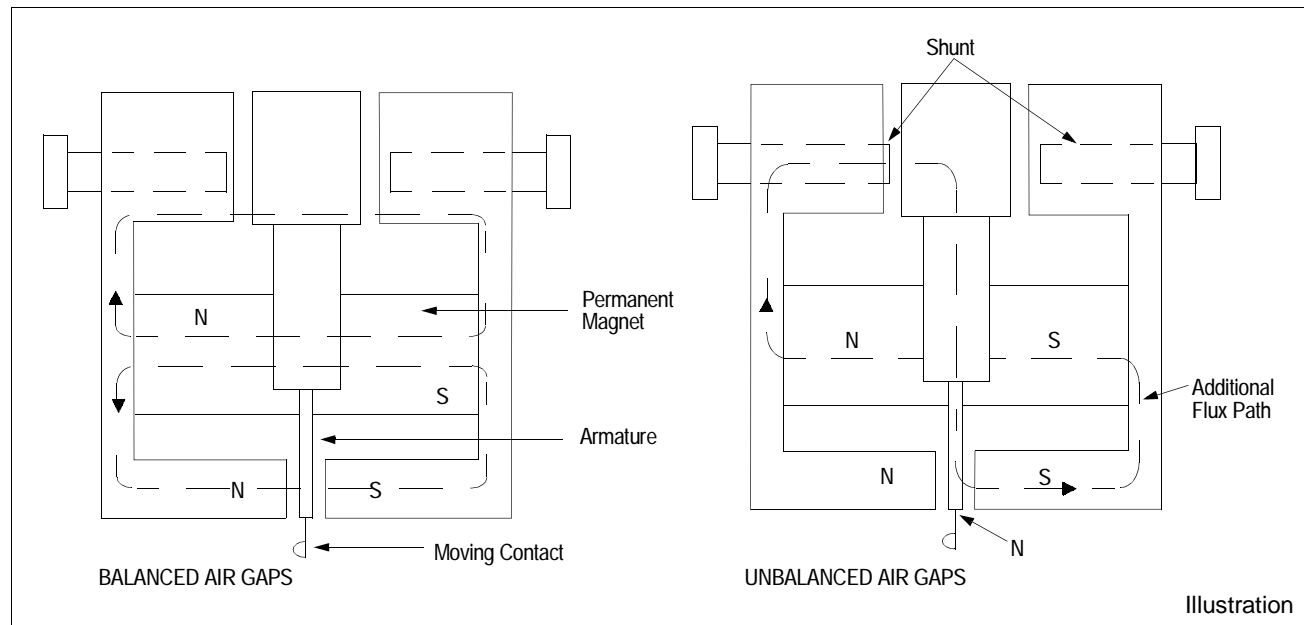 Shunt
N
Permanent
Magnet
S
Armature
N
S
Moving Contact
BALANCED AIR GAPS
N
S
Additional
Flux Path
N
S
N
UNBALANCED AIR GAPS
Illustration